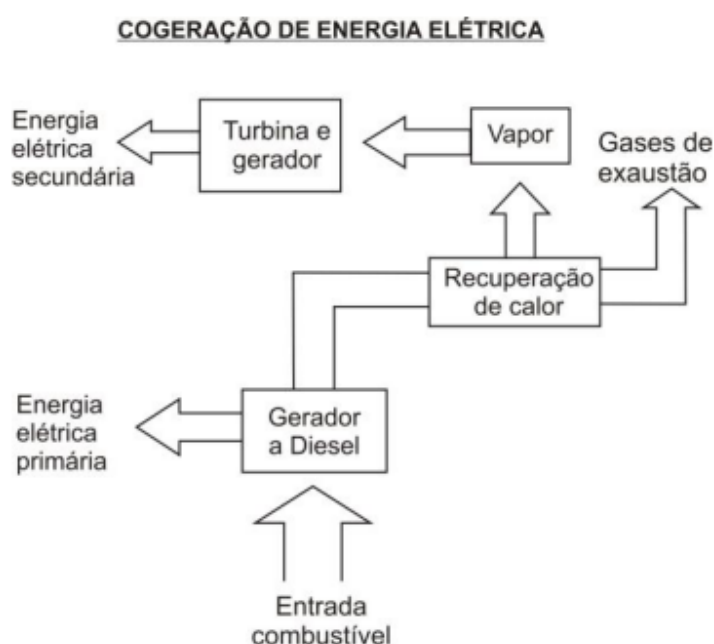 COGERAÇÃO DE ENERGIA ELÉTRICA
Energia
elétrica
secundária
Turbina e
gerador
Vapor
Gases de
exaustão
Recuperação
de calor
Energia
elétrica
primária
Gerador
a Diesel
Entrada
combustível